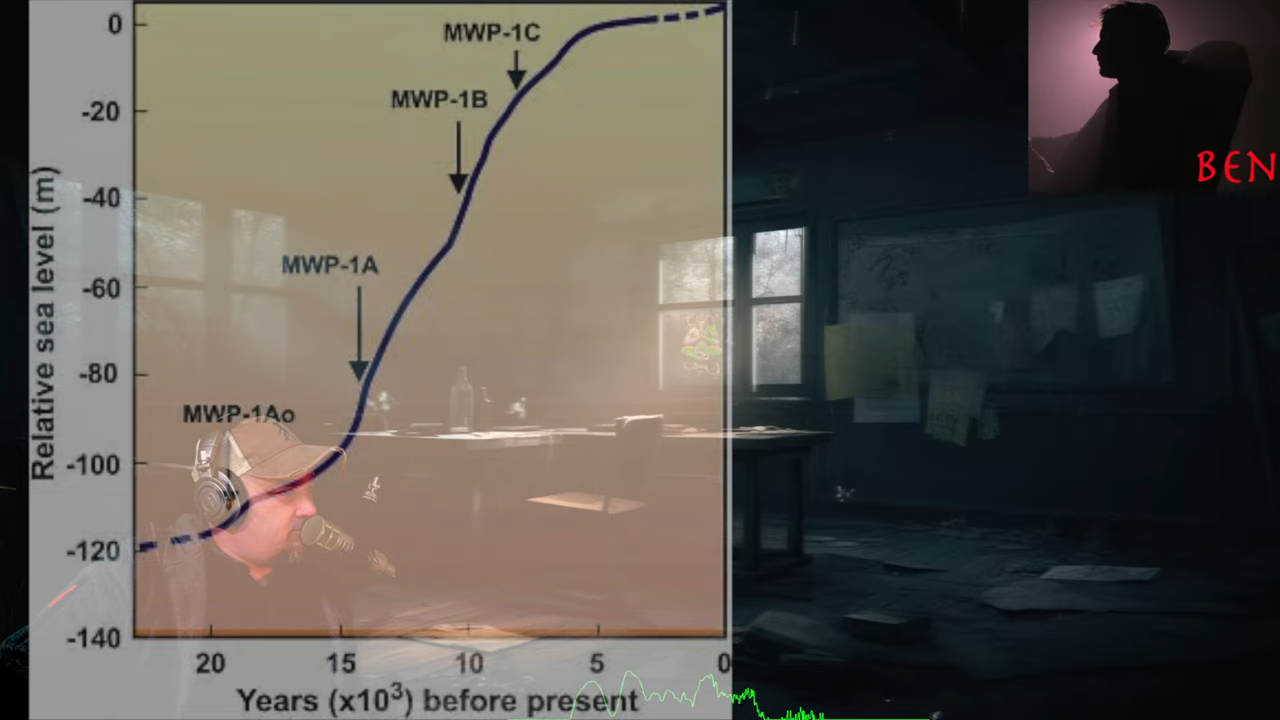 MWP-1C
MWP-1B
MWP-1A
MWP-1Ao
0
-20
-40
-60
-80
-100
-120
-140
Relative sea level (m)
20 15 10 5 0
Years (x10³) before present
BEN